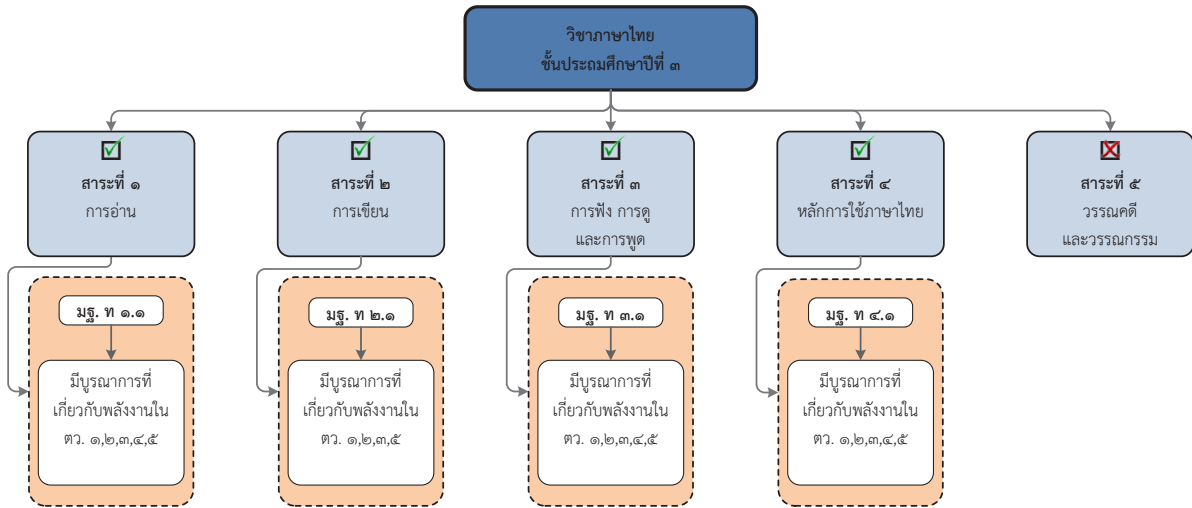 วิชาภาษาไทย
ชั้นประถมศึกษาปีที่ ๓
สาระที่ ๑
การอ่าน
สาระที่ ๒
การเขียน
สาระที่ ๓
การฟัง การดู
และการพูด
สาระที่ ๔
หลักการใช้ภาษาไทย
สาระที่ ๕
วรรณคดี
และวรรณกรรม
มฐ. ท ๑.๑
มีบูรณาการที่
เกี่ยวกับพลังงานใน
ตว. ๑,๒,๓,๔,๕
มฐ. ท ๒.๑
มีบูรณาการที่
เกี่ยวกับพลังงานใน
ตว. ๑,๒,๓,๕
มฐ. ท ๓.๑
มีบูรณาการที่
เกี่ยวกับพลังงานใน
ตว. ๑,๒,๓,๔,๕
มฐ. ท ๔.๑
มีบูรณาการที่
เกี่ยวกับพลังงานใน
ตว. ๑,๒,๓,๔,๕